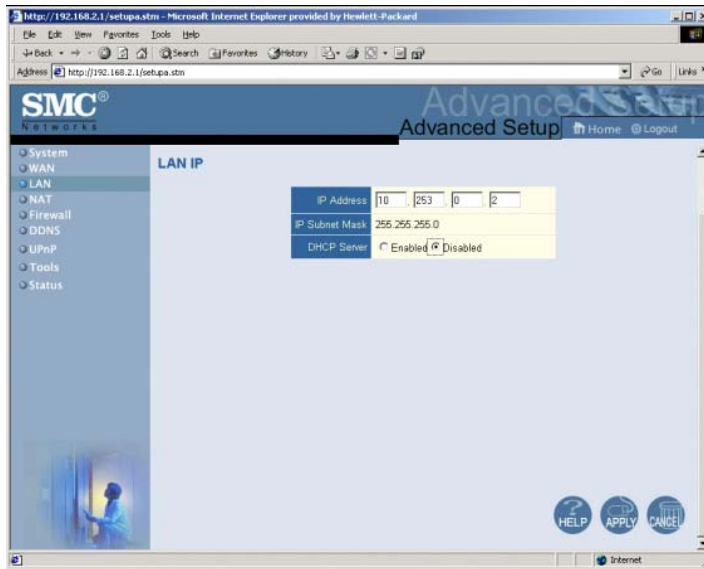 http://192.168.2.1/setupa.stm - Microsoft Internet Explorer provided by Hewlett-Packard
File Edit View Favorites Tools Help
Back Search Favorites History
Address http://192.168.2.1/setupa.stm Go Links
SMC®
Networks
Advanced Setup
Advanced Setup Home Logout
System
WAN
LAN
NAT
Firewall
DDNS
UPnP
Tools
Status
LAN IP
IP Address 10 . 253 . 0 . 2
IP Subnet Mask 255.255.255.0
DHCP Server Enabled Disabled
HELP APPLY CANCEL
Internet